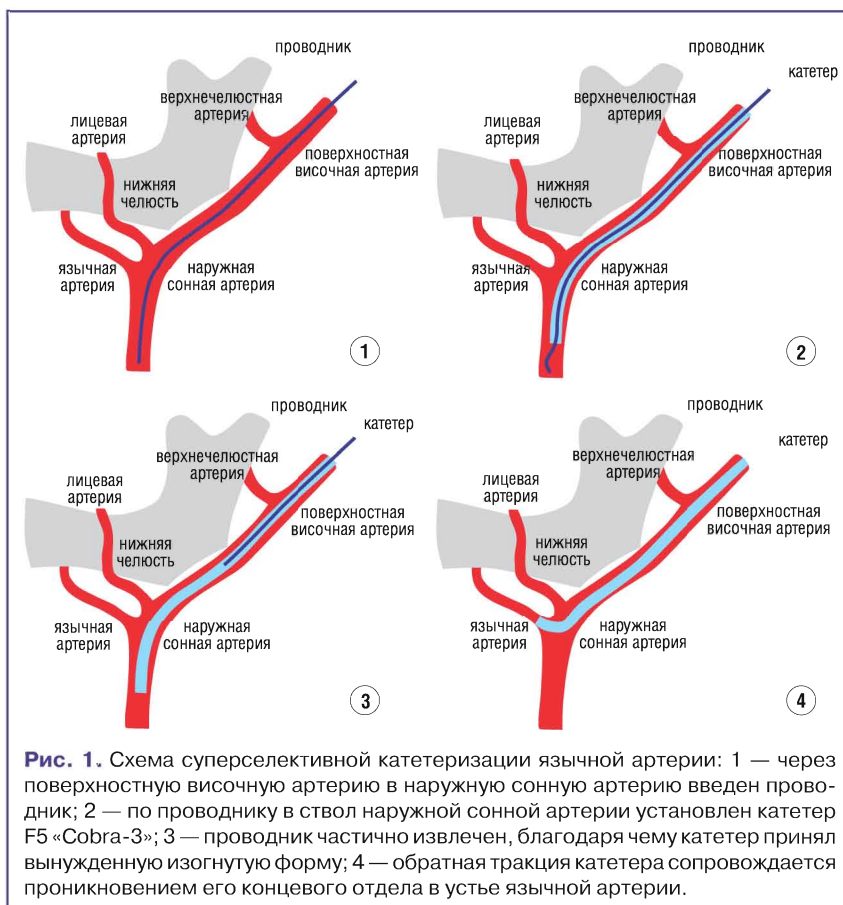 проводник
верхнечелюстная
артерия
лицевая
артерия
поверхностная
височная артерия
нижняя
челюсть
язычная
артерия
наружная
сонная артерия
1
проводник
катетер
верхнечелюстная
артерия
лицевая
артерия
поверхностная
височная артерия
нижняя
челюсть
язычная
артерия
наружная
сонная артерия
2
проводник
катетер
верхнечелюстная
артерия
лицевая
артерия
поверхностная
височная артерия
нижняя
челюсть
язычная
артерия
наружная
сонная артерия
3
проводник
катетер
верхнечелюстная
артерия
лицевая
артерия
поверхностная
височная артерия
нижняя
челюсть
язычная
артерия
наружная
сонная артерия
4
Рис. 1. Схема суперселективной катетеризации язычной артерии: 1 — через
поверхностную височную артерию в наружную сонную артерию введен прово-
дник; 2 — по проводнику в ствол наружной сонной артерии установлен катетер
F5 «Cobra-3»; 3 — проводник частично извлечен, благодаря чему катетер принял
вынужденную изогнутую форму; 4 — обратная тракция катетера сопровождается
проникновением его концевого отдела в устье язычной артерии.